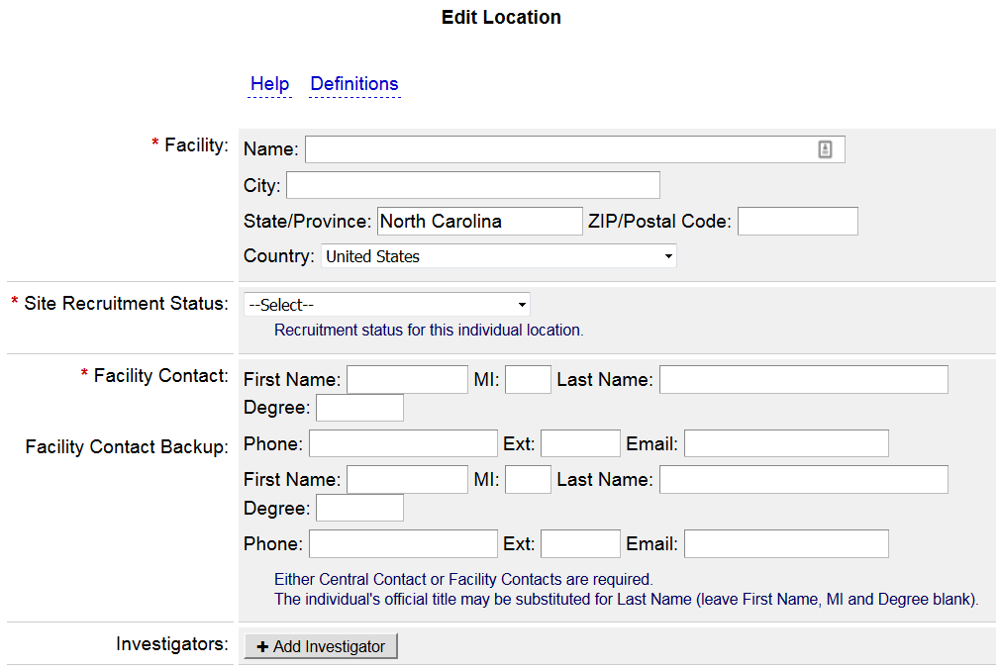 Edit Location
Help Definitions
* Facility: Name:
City:
State/Province: North Carolina ZIP/Postal Code:
Country: United States
* Site Recruitment Status: --Select--
Recruitment status for this individual location.
* Facility Contact: First Name: MI: Last Name:
Degree:
Facility Contact Backup: Phone: Ext: Email:
First Name: MI: Last Name:
Degree:
Phone: Ext: Email:
Either Central Contact or Facility Contacts are required.
The individual's official title may be substituted for Last Name (leave First Name, MI and Degree blank).
Investigators: + Add Investigator